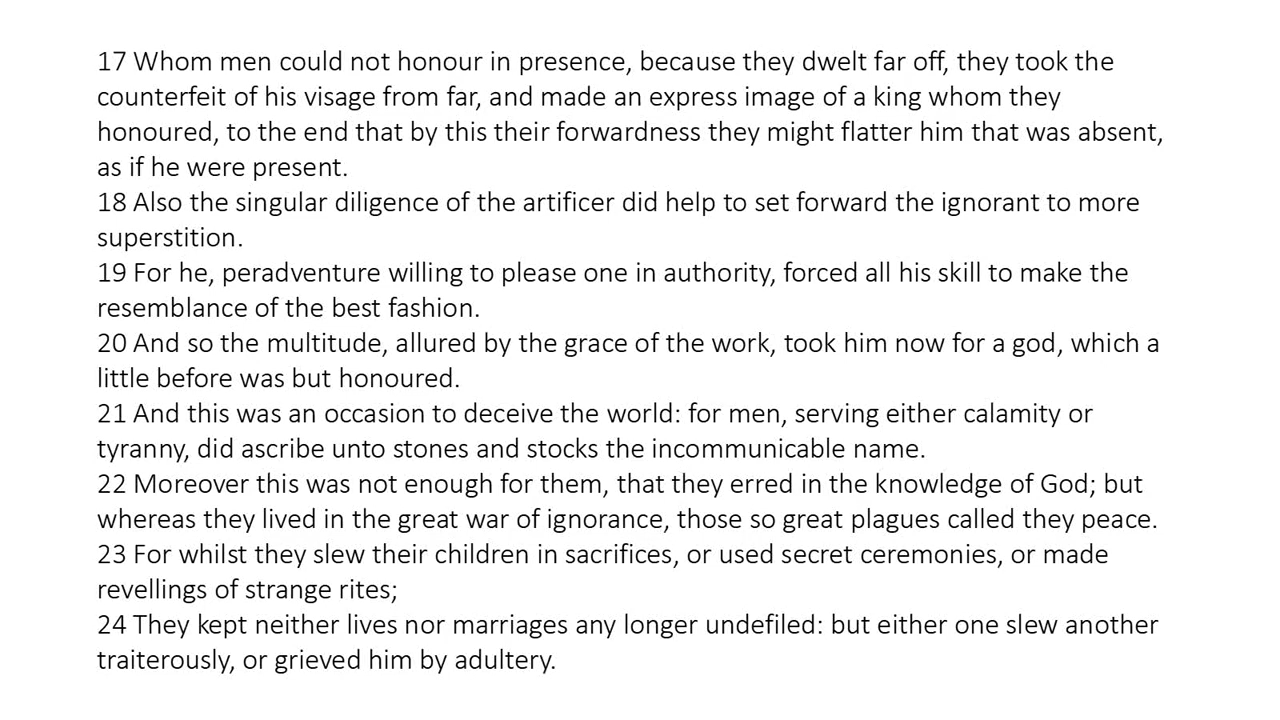 17 Whom men could not honour in presence, because they dwelt far off, they took the
counterfeit of his visage from far, and made an express image of a king whom they
honoured, to the end that by this their forwardness they might flatter him that was absent,
as if he were present.
18 Also the singular diligence of the artificer did help to set forward the ignorant to more
superstition.
19 For he, peradventure willing to please one in authority, forced all his skill to make the
resemblance of the best fashion.
20 And so the multitude, allured by the grace of the work, took him now for a god, which a
little before was but honoured.
21 And this was an occasion to deceive the world: for men, serving either calamity or
tyranny, did ascribe unto stones and stocks the incommunicable name.
22 Moreover this was not enough for them, that they erred in the knowledge of God; but
whereas they lived in the great war of ignorance, those so great plagues called they peace.
23 For whilst they slew their children in sacrifices, or used secret ceremonies, or made
revellings of strange rites;
24 They kept neither lives nor marriages any longer undefiled: but either one slew another
traiterously, or grieved him by adultery.